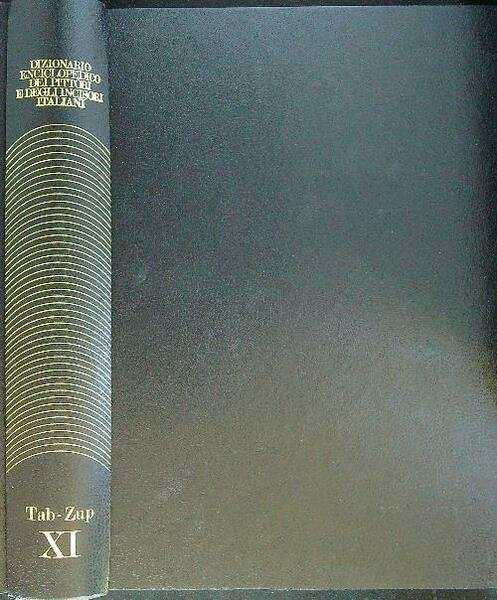 DIZIONARIO
ENCICLOPEDICO
DEI PITTORI
E DEGLI INCISORI
ITALIANI
Tab-Zup
XI